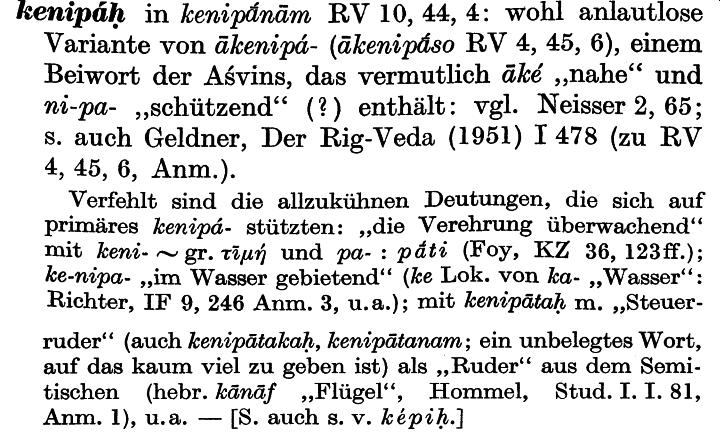 kenipáḥ in kenipā́nām RV 10, 44, 4: wohl anlautlose
Variante von ākenipá- (ākenipā́so RV 4, 45, 6), einem
Beiwort der Aśvins, das vermutlich āké „nahe“ und
ni-pa- „schützend“ (?) enthält: vgl. Neisser 2, 65;
s. auch Geldner, Der Rig-Veda (1951) I 478 (zu RV
4, 45, 6, Anm.).
Verfehlt sind die allzukühnen Deutungen, die sich auf
primäres kenipá- stützten: „die Verehrung überwachend“
mit keni- ~ gr. τῑμή und pa- : pā́ti (Foy, KZ 36, 123ff.);
ke-nipa- „im Wasser gebietend“ (ke Lok. von ka- „Wasser“:
Richter, IF 9, 246 Anm. 3, u.a.); mit kenipātaḥ m. „Steuer-
ruder“ (auch kenipātakaḥ, kenipātanam; ein unbelegtes Wort,
auf das kaum viel zu geben ist) als „Ruder“ aus dem Semi-
tischen (hebr. kānāf „Flügel“, Hommel, Stud. I. I. 81,
Anm. 1), u.a. — [S. auch s. v. képiḥ.]